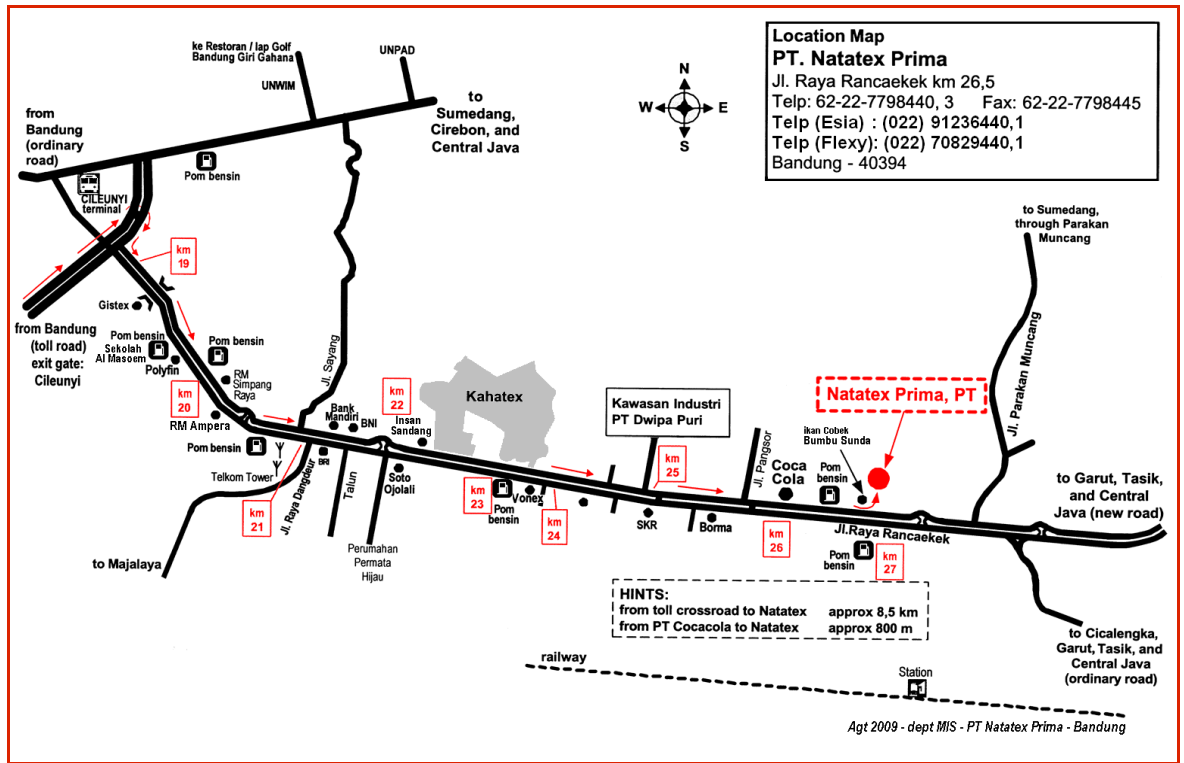 ke Restoran / lap Golf
Bandung Giri Gahana
UNWIM
UNPAD
from
Bandung
(ordinary
road)
to
Sumedang,
Cirebon, and
Central Java
N
W
E
S
Location Map
PT. Natatex Prima
Jl. Raya Rancaekek km 26,5
Telp: 62-22-7798440, 3 Fax: 62-22-7798445
Telp (Esia) : (022) 91236440,1
Telp (Flexy): (022) 70829440,1
Bandung - 40394
Pom bensin
CILEUNYI
terminal
to Sumedang,
through Parakan
Muncang
km
19
Gistex
from Bandung
(toll road)
exit gate:
Cileunyi
Pom bensin
Sekolah
Al Masoem
Polyfin
Pom bensin
RM
Simpang
Raya
km
20
RM Ampera
Jl. Sayang
km
22
Bank
Mandiri
BNI
Insan
Sandang
Kahatex
Kawasan Industri
PT Dwipa Puri
Natatex Prima, PT
Jl. Parakan Muncang
ikan Cobek
Bumbu Sunda
Pom bensin
Telkom Tower
BRI
Jl. Raya Dangdeur
Talun
Soto
Ojolali
km
21
km
23
Pom
bensin
Vonex
km
24
km
25
Jl. Pangsor
Coca
Cola
Pom
bensin
SKR
Borma
km
26
Jl.Raya Rancaekek
Pom
bensin
km
27
to Garut, Tasik,
and Central
Java (new road)
to Majalaya
Perumahan
Permata
Hijau
HINTS:
from toll crossroad to Natatex approx 8,5 km
from PT Cocacola to Natatex approx 800 m
to Cicalengka,
Garut, Tasik, and
Central Java
(ordinary road)
railway
Station
Agt 2009 - dept MIS - PT Natatex Prima - Bandung